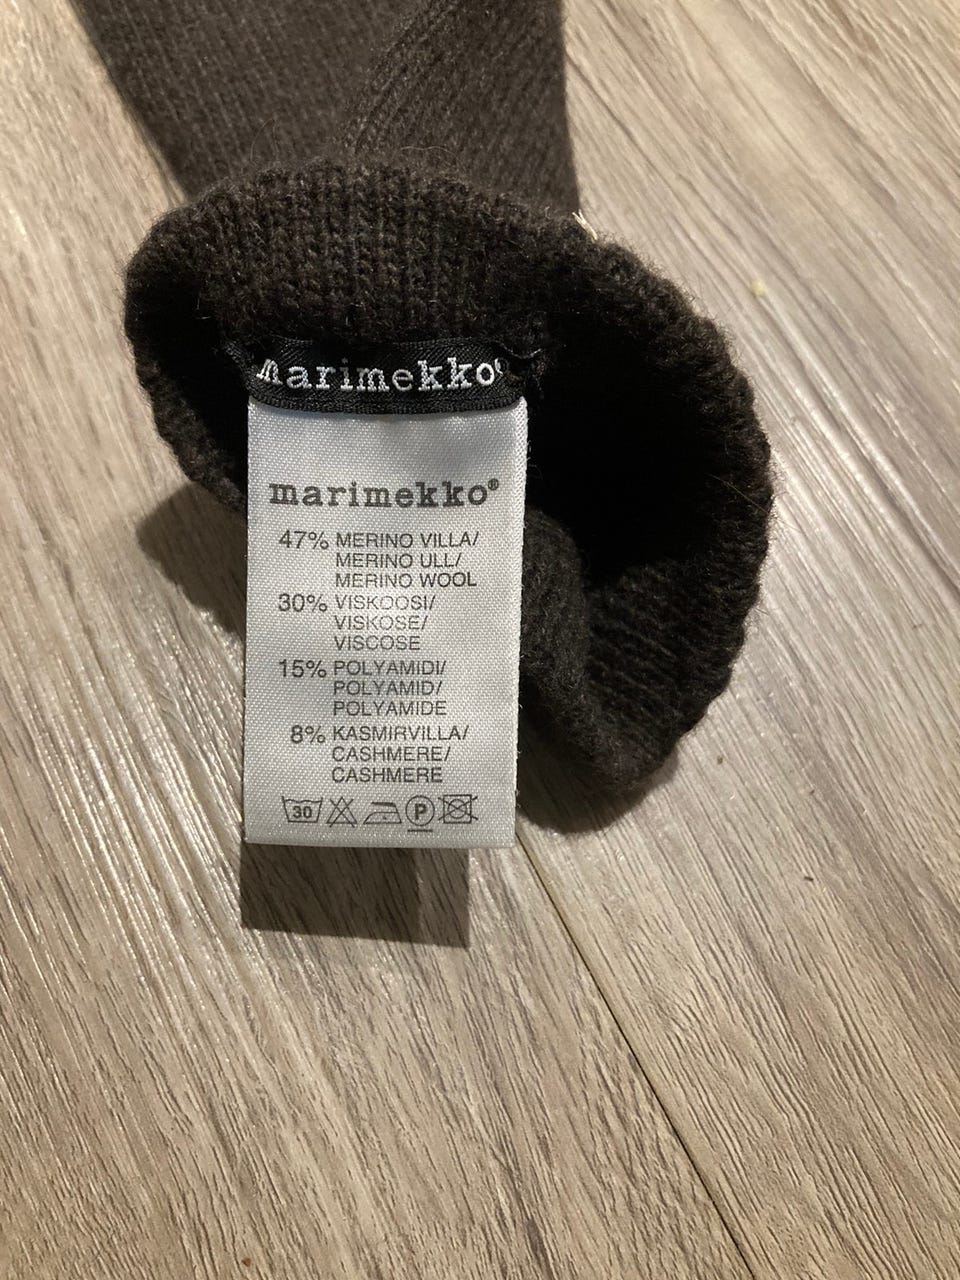 marimekko®
marimekko®
47% MERINO VILLA/
MERINO ULL/
MERINO WOOL
30% VISKOOSI/
VISKOSE/
VISCOSE
15% POLYAMIDI/
POLYAMID/
POLYAMIDE
8% KASMIRVILLA/
CASHMERE/
CASHMERE
30 P